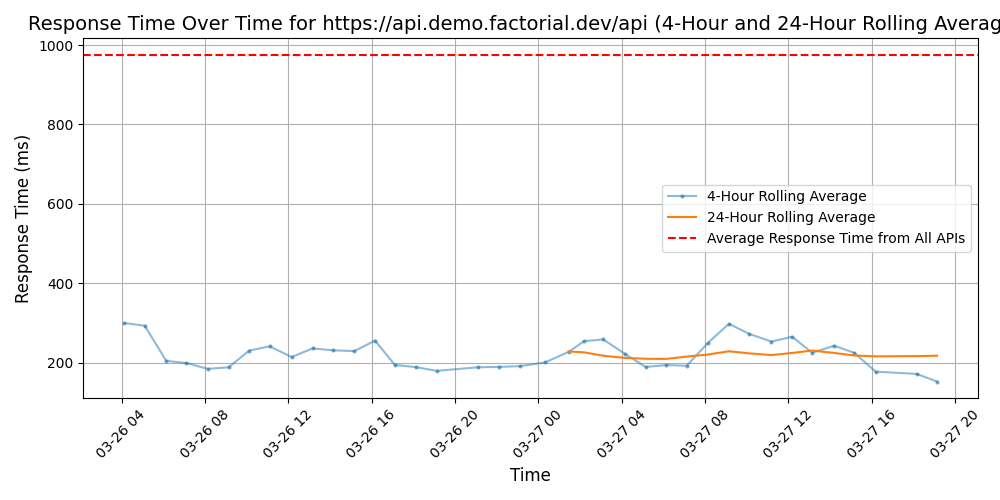 Response Time Over Time for https://api.demo.factorial.dev/api (4-Hour and 24-Hour Rolling Averag
Response Time (ms)
1000
800
600
400
200
4-Hour Rolling Average
24-Hour Rolling Average
Average Response Time from All APIs
03-26 04
03-26 08
03-26 12
03-26 16
03-26 20
03-27 00
03-27 04
03-27 08
03-27 12
03-27 16
03-27 20
Time